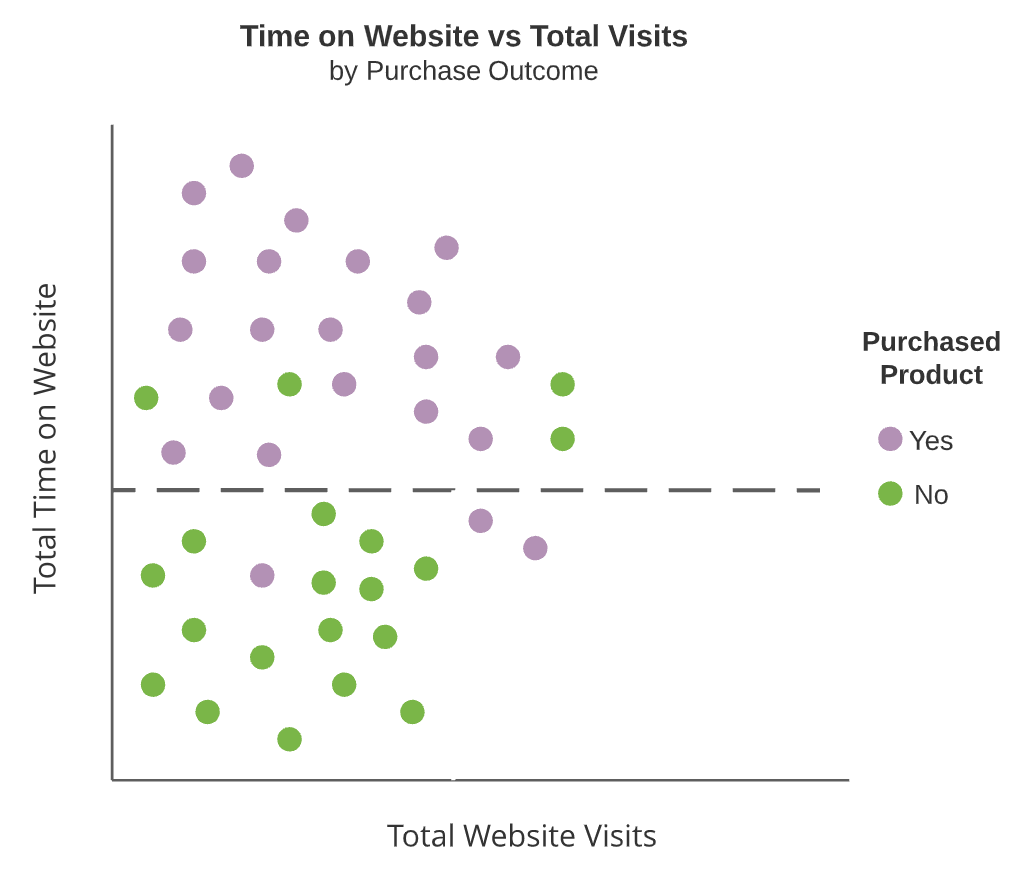 Time on Website vs Total Visits
by Purchase Outcome
Total Time on Website
Purchased
Product
Yes
No
Total Website Visits